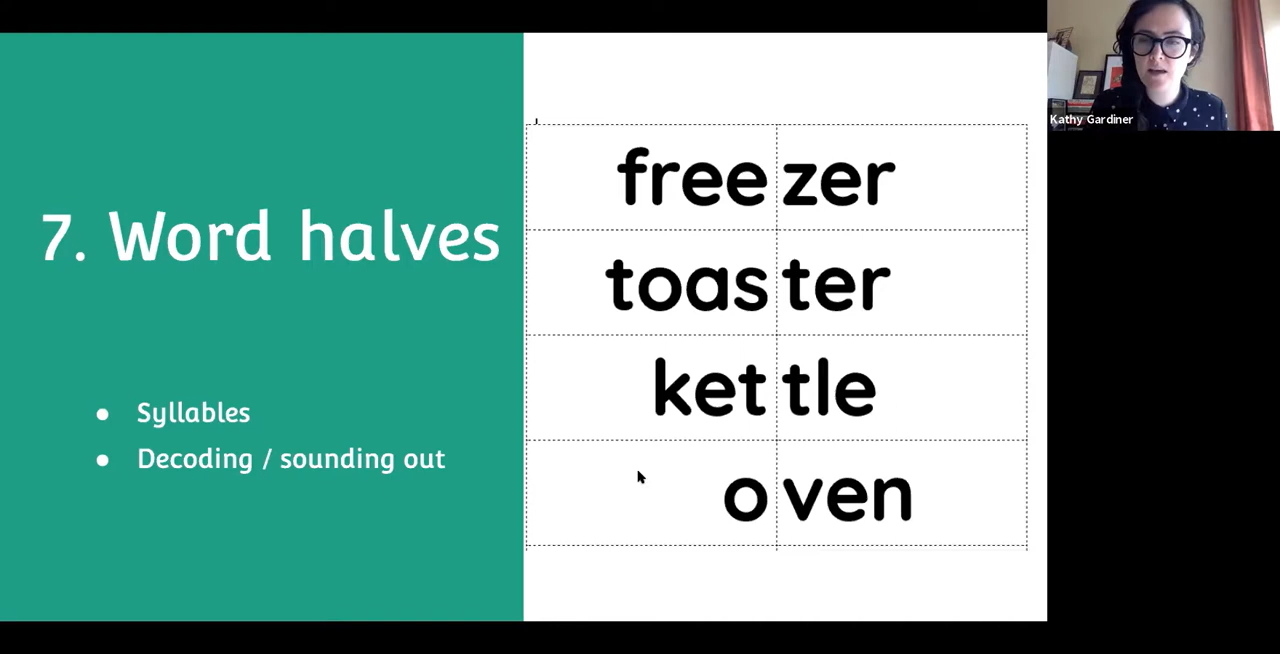 7. Word halves
● Syllables
● Decoding / sounding out
free zer
toas ter
ket tle
o ven
Kathy Gardiner